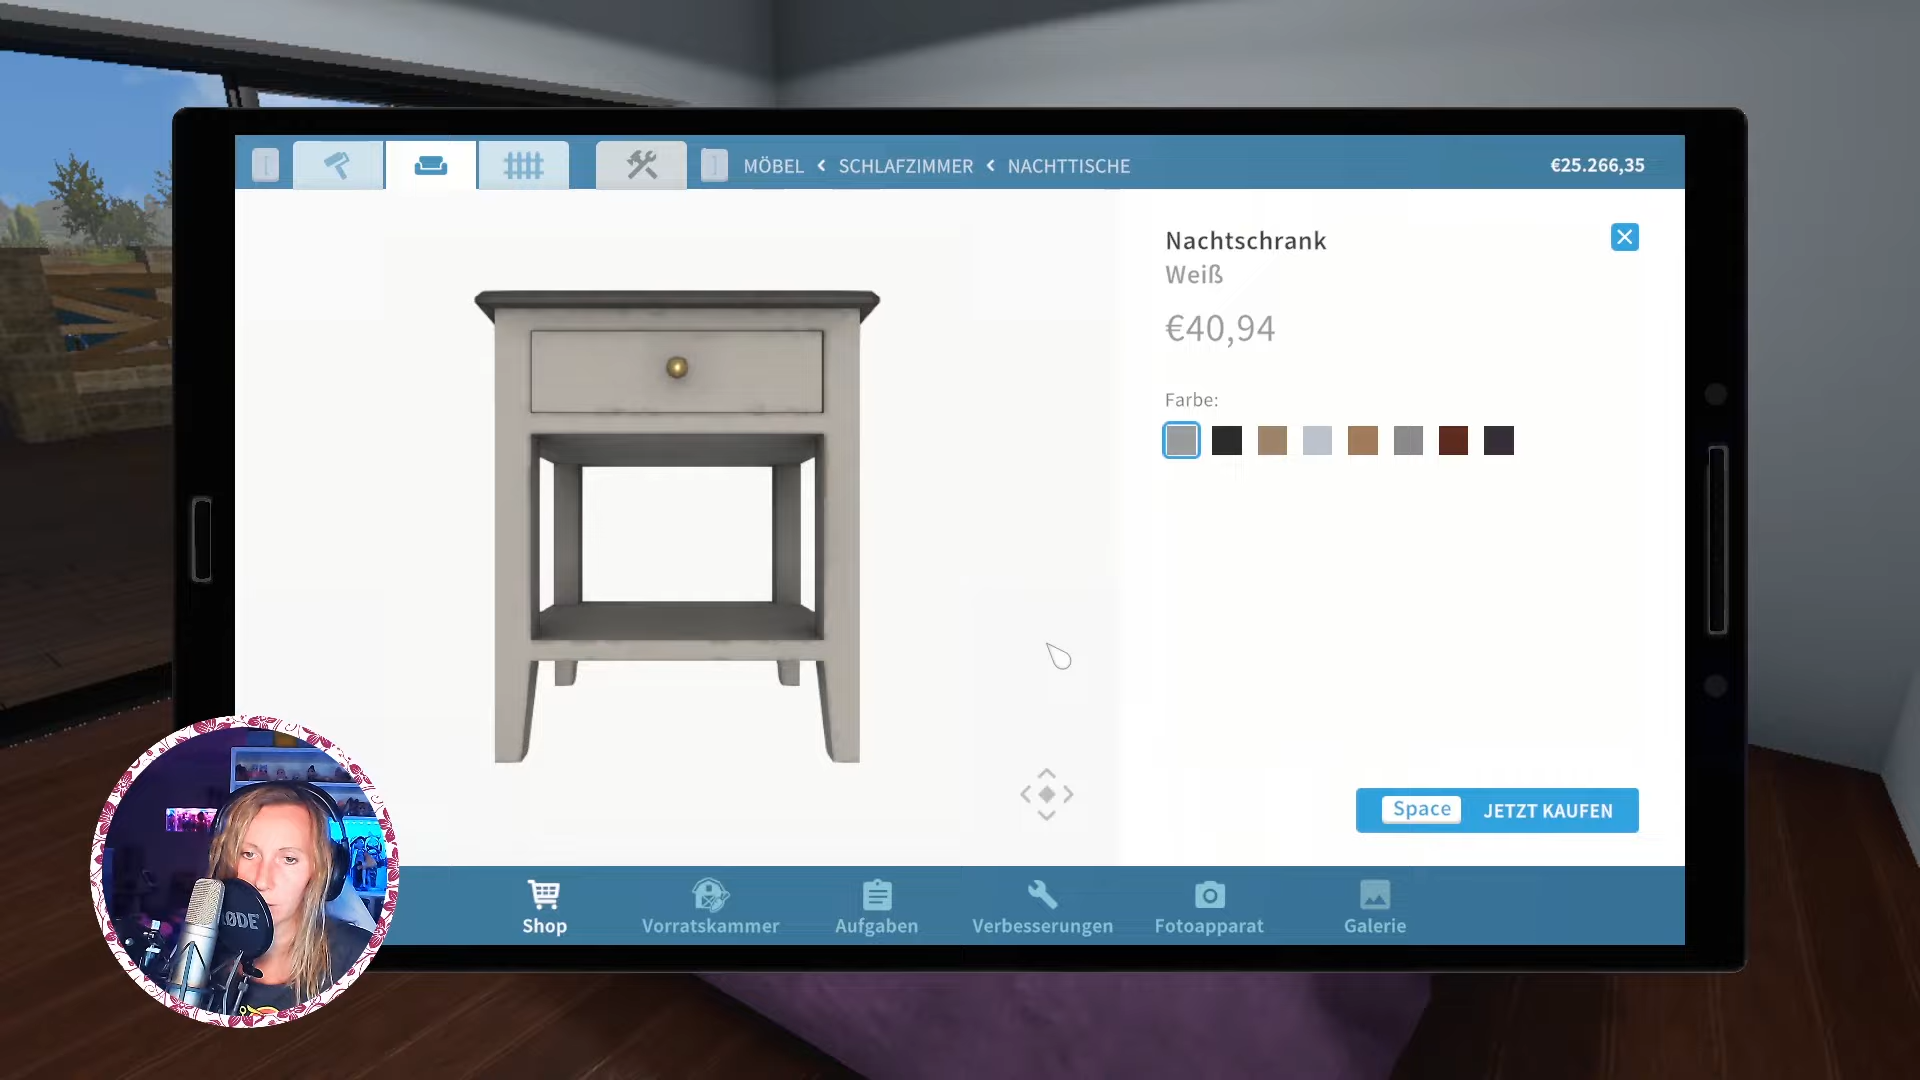 MÖBEL < SCHLAFZIMMER < NACHTTISCHE
€25.266,35
Nachtschrank
Weiß
€40,94
Farbe:
Space JETZT KAUFEN
Shop
Vorratskammer
Aufgaben
Verbesserungen
Fotoapparat
Galerie
RØDE